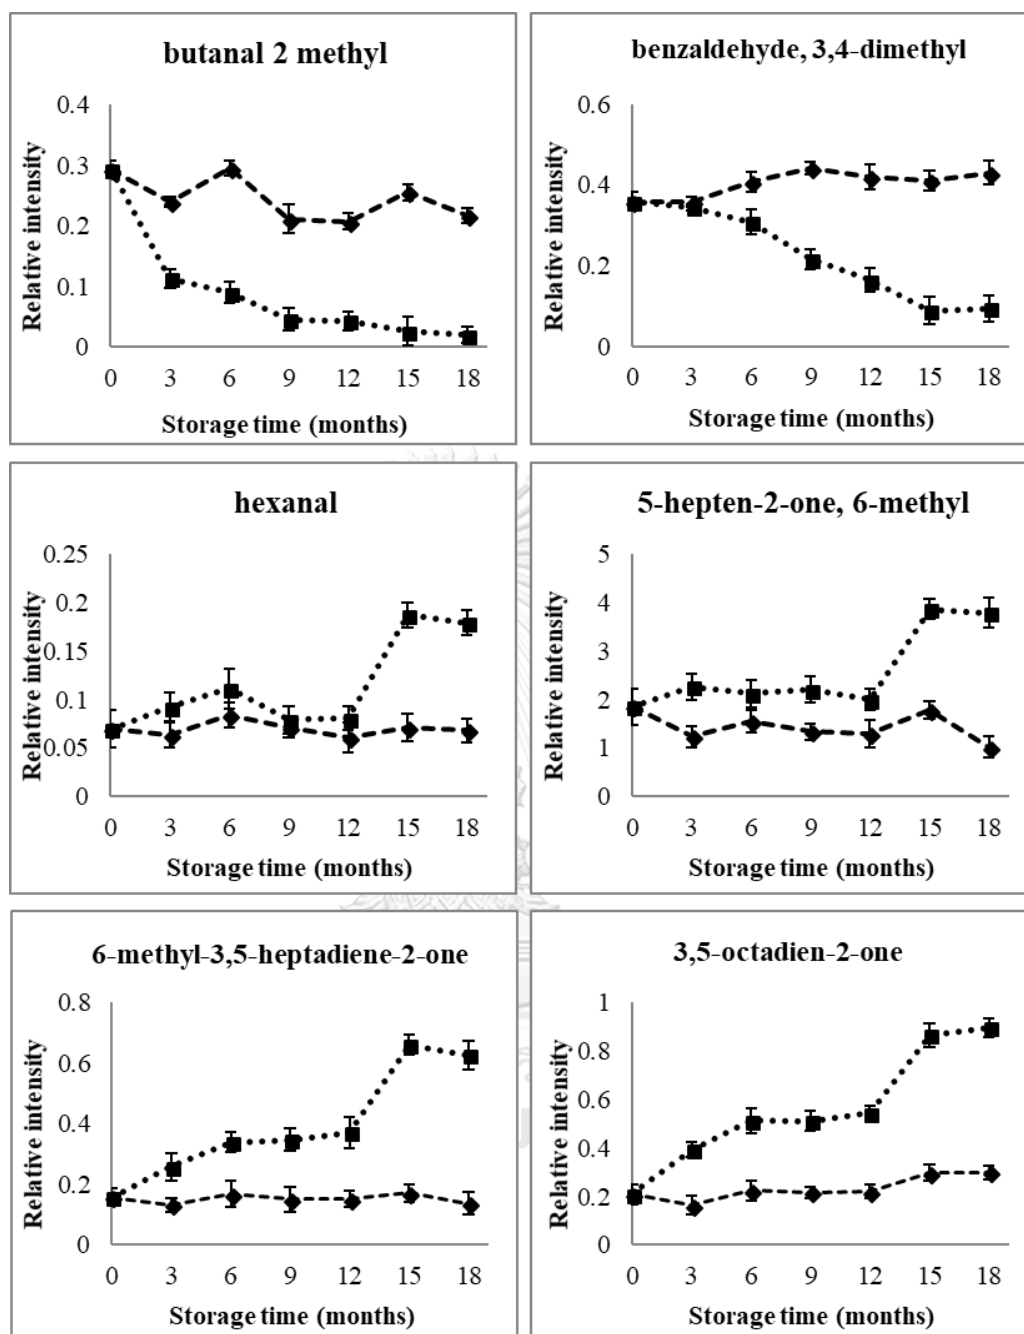 butanal 2 methyl
Relative intensity
0.4
0.3
0.2
0.1
0
0 3 6 9 12 15 18
Storage time (months)
benzaldehyde, 3,4-dimethyl
Relative intensity
0.6
0.4
0.2
0
0 3 6 9 12 15 18
Storage time (months)
hexanal
Relative intensity
0.25
0.2
0.15
0.1
0.05
0
0 3 6 9 12 15 18
Storage time (months)
5-hepten-2-one, 6-methyl
Relative intensity
5
4
3
2
1
0
0 3 6 9 12 15 18
Storage time (months)
6-methyl-3,5-heptadiene-2-one
Relative intensity
0.8
0.6
0.4
0.2
0
0 3 6 9 12 15 18
Storage time (months)
3,5-octadien-2-one
Relative intensity
1
0.8
0.6
0.4
0.2
0
0 3 6 9 12 15 18
Storage time (months)